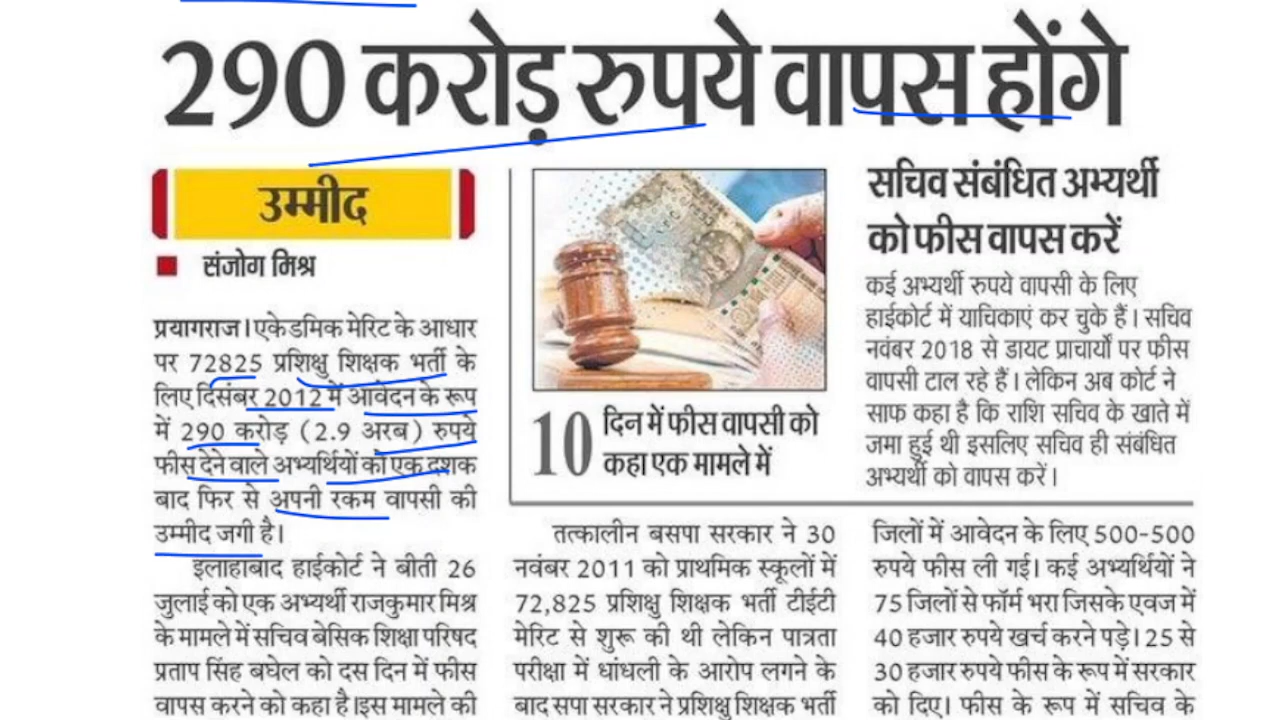 290 करोड़ रुपये वापस होंगे
उम्मीद
संजोग मिश्र
प्रयागराज। एकेडमिक मेरिट के आधार
पर 72825 प्रशिक्षु शिक्षक भर्ती के
लिए दिसंबर 2012 में आवेदन के रूप
में 290 करोड़ (2.9 अरब) रुपये
फीस देने वाले अभ्यर्थियों को एक दशक
बाद फिर से अपनी रकम वापसी की
उम्मीद जगी है।
इलाहाबाद हाईकोर्ट ने बीती 26
जुलाई को एक अभ्यर्थी राजकुमार मिश्र
के मामले में सचिव बेसिक शिक्षा परिषद
प्रताप सिंह बघेल को दस दिन में फीस
वापस करने को कहा है।इस मामले की
10 दिन में फीस वापसी को
कहा एक मामले में
सचिव संबंधित अभ्यर्थी
को फीस वापस करें
कई अभ्यर्थी रुपये वापसी के लिए
हाईकोर्ट में याचिकाएं कर चुके हैं। सचिव
नवंबर 2018 से डायट प्राचार्यों पर फीस
वापसी टाल रहे हैं। लेकिन अब कोर्ट ने
साफ कहा है कि राशि सचिव के खाते में
जमा हुई थी इसलिए सचिव ही संबंधित
अभ्यर्थी को वापस करें।
तत्कालीन बसपा सरकार ने 30
नवंबर 2011 को प्राथमिक स्कूलों में
72,825 प्रशिक्षु शिक्षक भर्ती टीईटी
मेरिट से शुरू की थी लेकिन पात्रता
परीक्षा में धांधली के आरोप लगने के
बाद सपा सरकार ने प्रशिक्षु शिक्षक भर्ती
जिलों में आवेदन के लिए 500-500
रुपये फीस ली गई। कई अभ्यर्थियों ने
75 जिलों से फॉर्म भरा जिसके एवज में
40 हजार रुपये खर्च करने पड़े। 25 से
30 हजार रुपये फीस के रूप में सरकार
को दिए। फीस के रूप में सचिव के